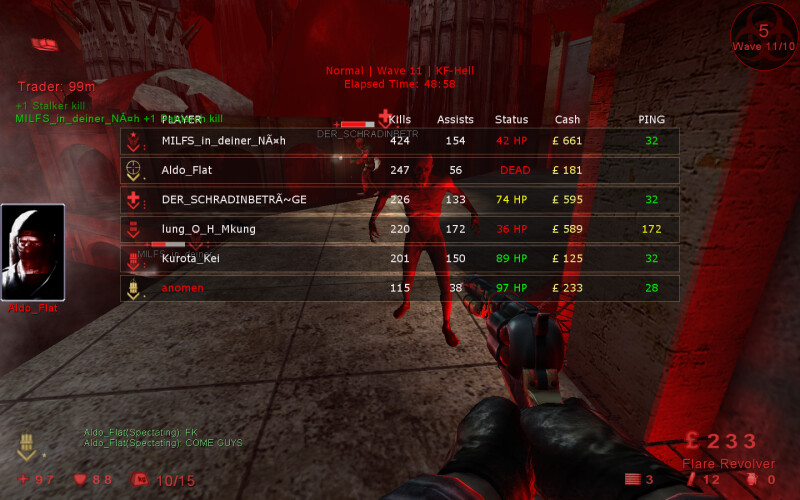 5
Wave 11/10
Normal | Wave 11 | KF-Hell
Elapsed Time: 48:58
Trader: 99m
+1 Stalker kill
MILFS_in_deiner_NÃ¤h +1 kill
DER_SCHRADINBETR
PLAYER Kills Assists Status Cash PING
MILFS_in_deiner_NÃ¤h 424 154 42 HP £ 661 32
Aldo_Flat 247 56 DEAD £ 181
DER_SCHRADINBETRÃ~GE 226 133 74 HP £ 595 32
lung_O_H_Mkung 220 172 36 HP £ 589 172
Kurota_Kei 201 150 89 HP £ 125 32
anomen 115 38 97 HP £ 233 28
Aldo_Flat
Aldo_Flat(Spectating): FK
Aldo_Flat(Spectating): COME GUYS
£233
Flare Revolver
97 88 10/15 3 12 0